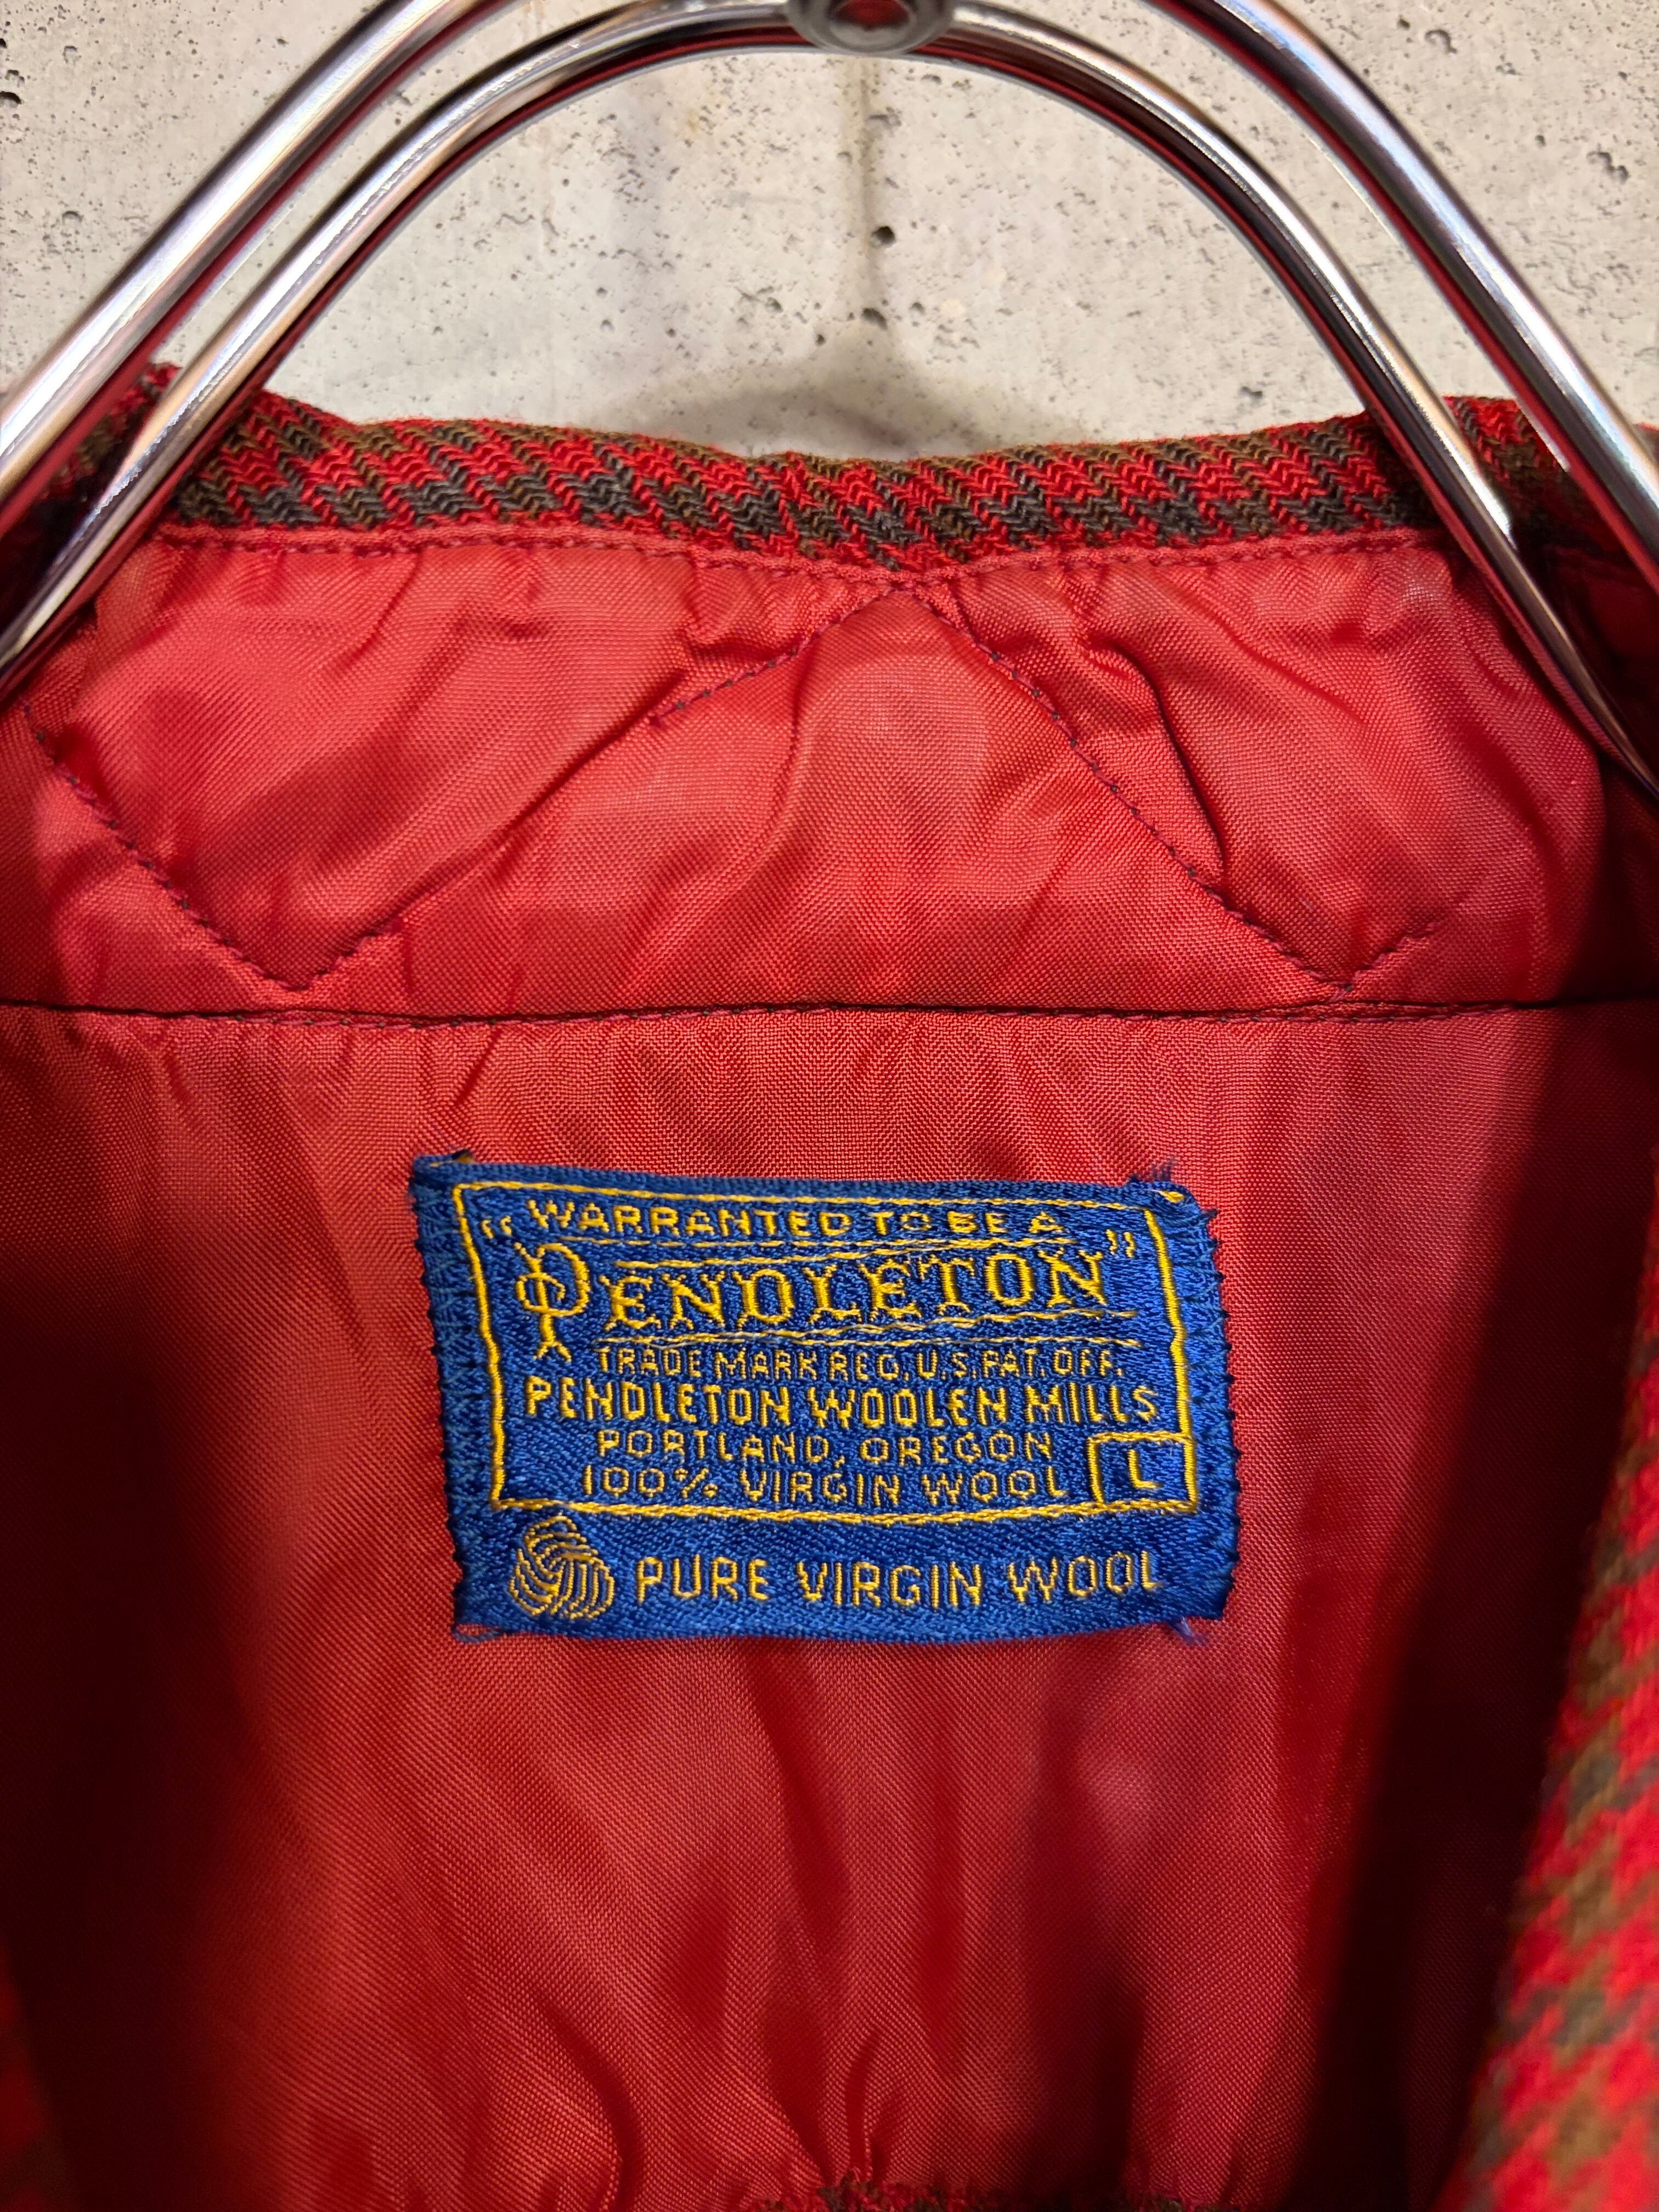 "WARRANTED TO BE A
PENDLETON"
TRADE MARK REG. U.S. PAT. OFF.
PENDLETON WOOLEN MILLS
PORTLAND, OREGON
100% VIRGIN WOOL L
PURE VIRGIN WOOL